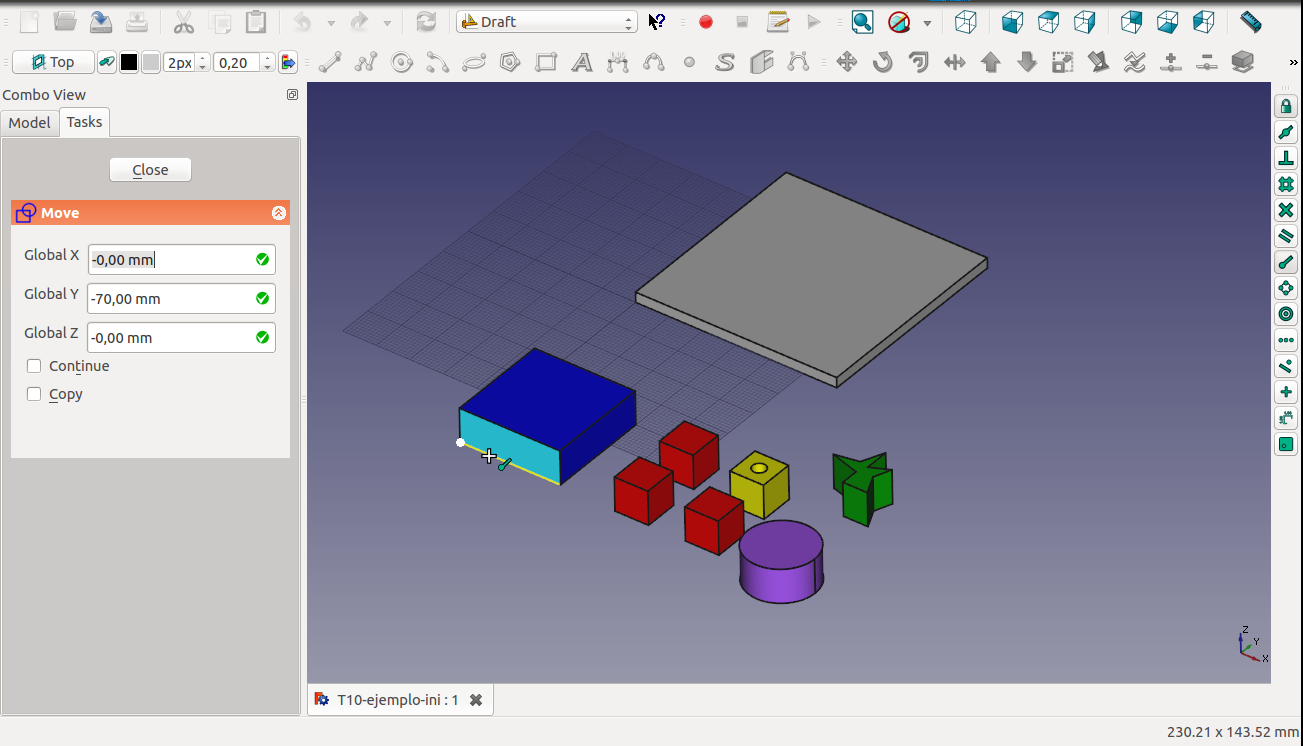 Draft
Top
2px
0,20
»
Combo View
Model
Tasks
Close
Move
Global X
-0,00 mm
Global Y
-70,00 mm
Global Z
-0,00 mm
Continue
Copy
Z
Y
X
T10-ejemplo-ini : 1
230.21 x 143.52 mm